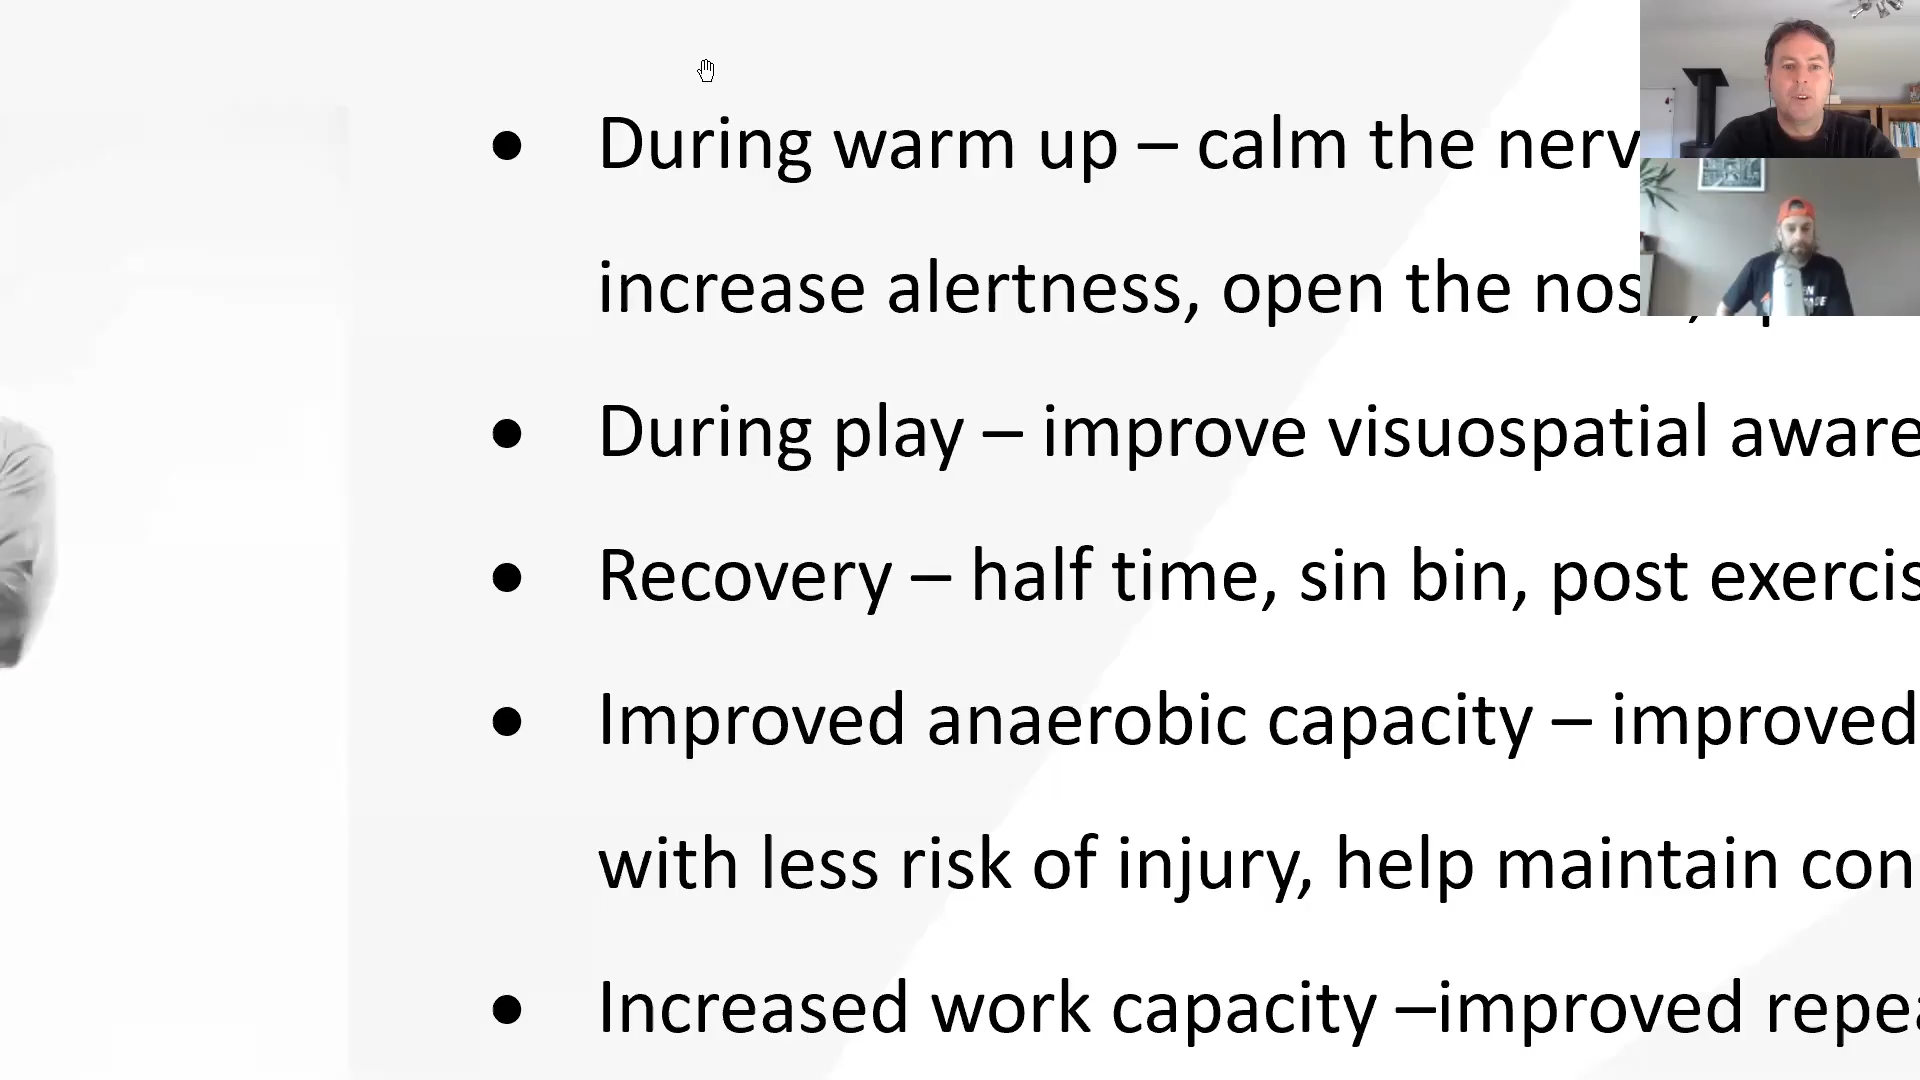 • During warm up – calm the nerv
increase alertness, open the nos
• During play – improve visuospatial aware
• Recovery – half time, sin bin, post exercis
• Improved anaerobic capacity – improved
with less risk of injury, help maintain con
• Increased work capacity –improved repea